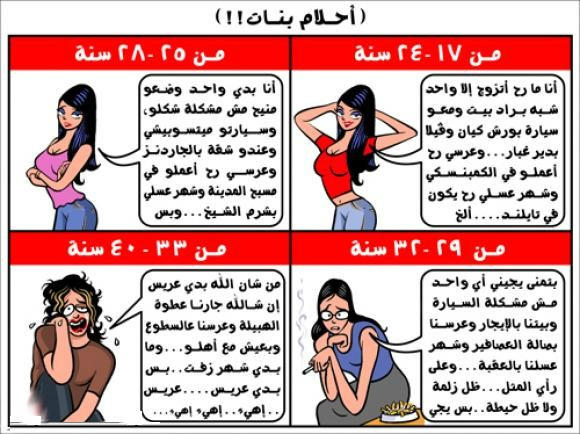 (أحلام بنات!!)
من ١٧-٢٤ سنة
أنا ما رح أتزوج إلا واحد
شبه براد بيت ومعو
سيارة بورش كيان وڤيلا
بدير غبار...وعرسي رح
أعملو في الكمبنسكي
وشهر عسلي رح يكون
في تايلند....ألخ
من ٢٥-٢٨ سنة
أنا بدي واحد وضعو
منيح مش مشكلة شكلو،
وسيارتو ميتسوبيشي
وعندو شقة بالجاردنز
وعرسي رح أعملو في
مسبح المدينة وشهر عسلي
بشرم الشيخ...وبس
من ٢٩-٣٢ سنة
بتمنى يجيني أي واحد
مش مشكلة السيارة
وبيتنا بالإيجار وعرسنا
بصالة العصافير وشهر
عسلنا بالعقبة...وعلى
رأي المثل...ظل زلمة
ولا ظل حيطة..بس يجي
من ٣٣-٤٠ سنة
من شان الله بدي عريس
إن شالله جارنا عطوة
الهبيلة وعرسنا عالسطوع
وبعيش مع أهلو...وما
بدي شهر زفت..بس
بدي عريس....عريس
..إهيء..إهيء إهيء..